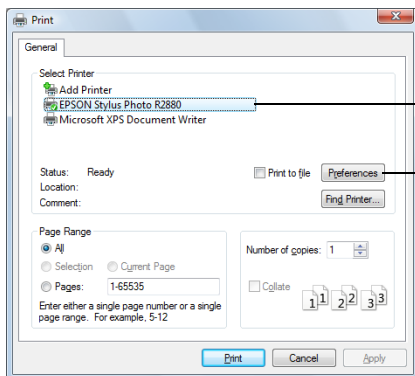 Print
General
Select Printer
Add Printer
EPSON Stylus Photo R2880
Microsoft XPS Document Writer
Status: Ready
Print to file
Preferences
Location:
Comment:
Find Printer...
Page Range
All
Selection Current Page
Pages: 1-65535
Enter either a single page number or a single
page range. For example, 5-12
Number of copies: 1
Collate
1 1 2 2 3 3
Print Cancel Apply